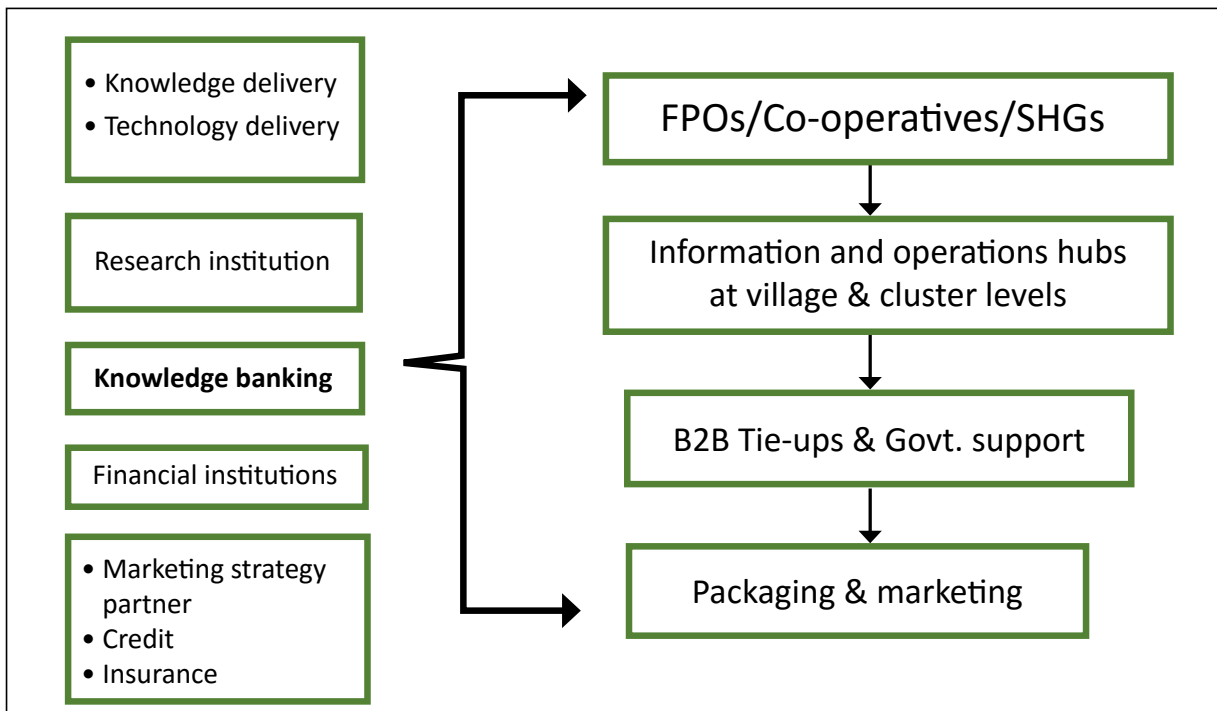 • Knowledge delivery
• Technology delivery
Research institution
Knowledge banking
Financial institutions
• Marketing strategy
partner
• Credit
• Insurance
FPOs/Co-operatives/SHGs
Information and operations hubs
at village & cluster levels
B2B Tie-ups & Govt. support
Packaging & marketing